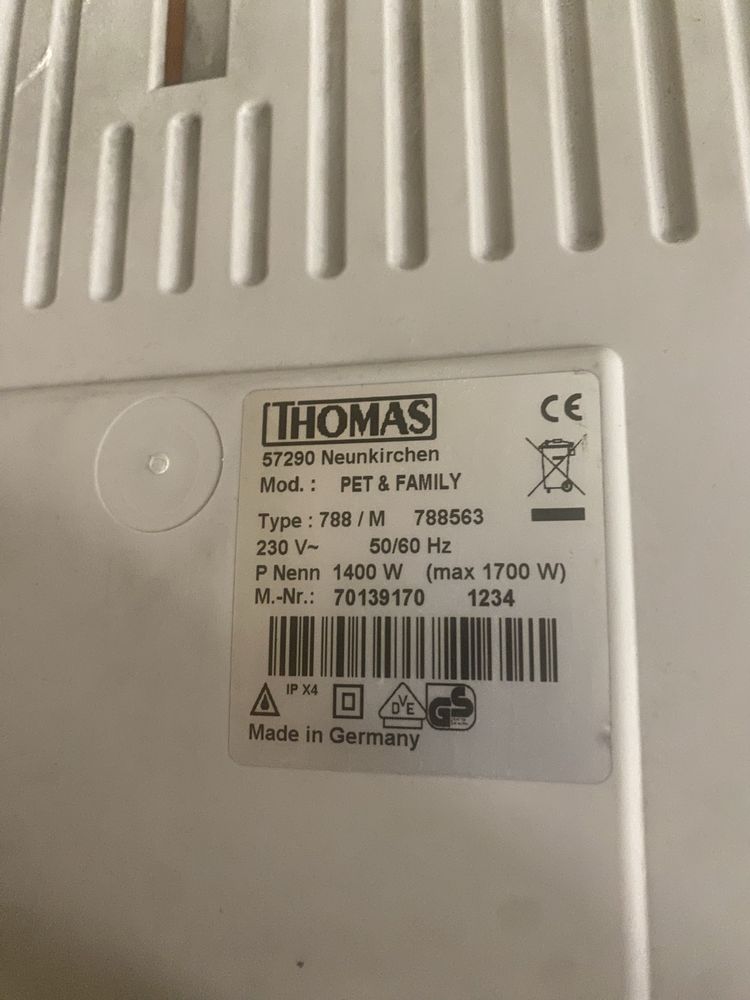 THOMAS
CE
57290 Neunkirchen
Mod. : PET & FAMILY
Type : 788 / M 788563
230 V~ 50/60 Hz
P Nenn 1400 W (max 1700 W)
M.-Nr.: 70139170 1234
IP X4
DVE
GS
Made in Germany